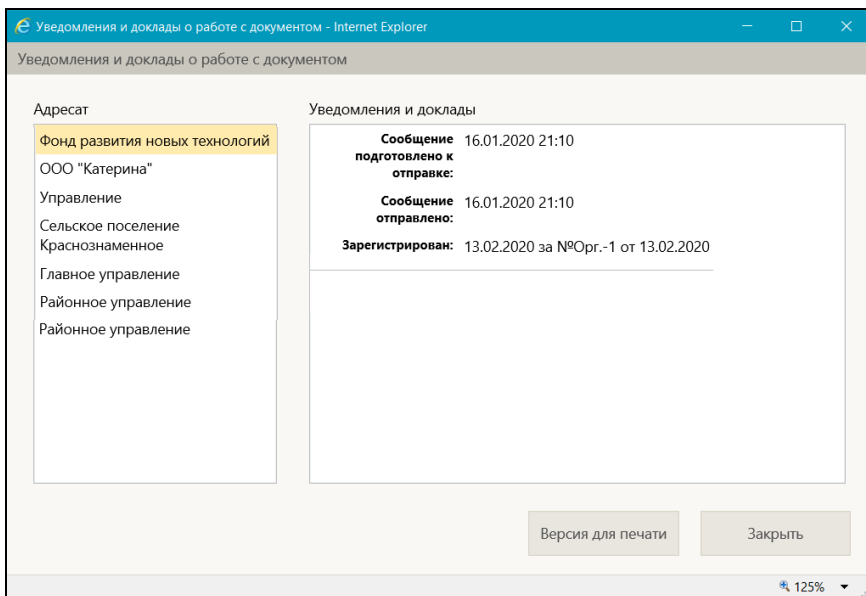 Уведомления и доклады о работе с документом - Internet Explorer
Уведомления и доклады о работе с документом
Адресат
Фонд развития новых технологий
ООО "Катерина"
Управление
Сельское поселение
Краснознаменное
Главное управление
Районное управление
Районное управление
Уведомления и доклады
Сообщение 16.01.2020 21:10
подготовлено к
отправке:
Сообщение 16.01.2020 21:10
отправлено:
Зарегистрирован: 13.02.2020 за №Орг.-1 от 13.02.2020
Версия для печати
Закрыть
125%